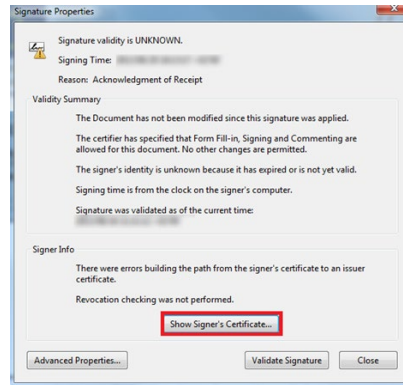 Signature Properties
Signature validity is UNKNOWN.
Signing Time:
Reason: Acknowledgment of Receipt
Validity Summary
The Document has not been modified since this signature was applied.
The certifier has specified that Form Fill-in, Signing and Commenting are
allowed for this document. No other changes are permitted.
The signer's identity is unknown because it has expired or is not yet valid.
Signing time is from the clock on the signer's computer.
Signature was validated as of the current time:
Signer Info
There were errors building the path from the signer's certificate to an issuer
certificate.
Revocation checking was not performed.
Show Signer's Certificate...
Advanced Properties...
Validate Signature
Close